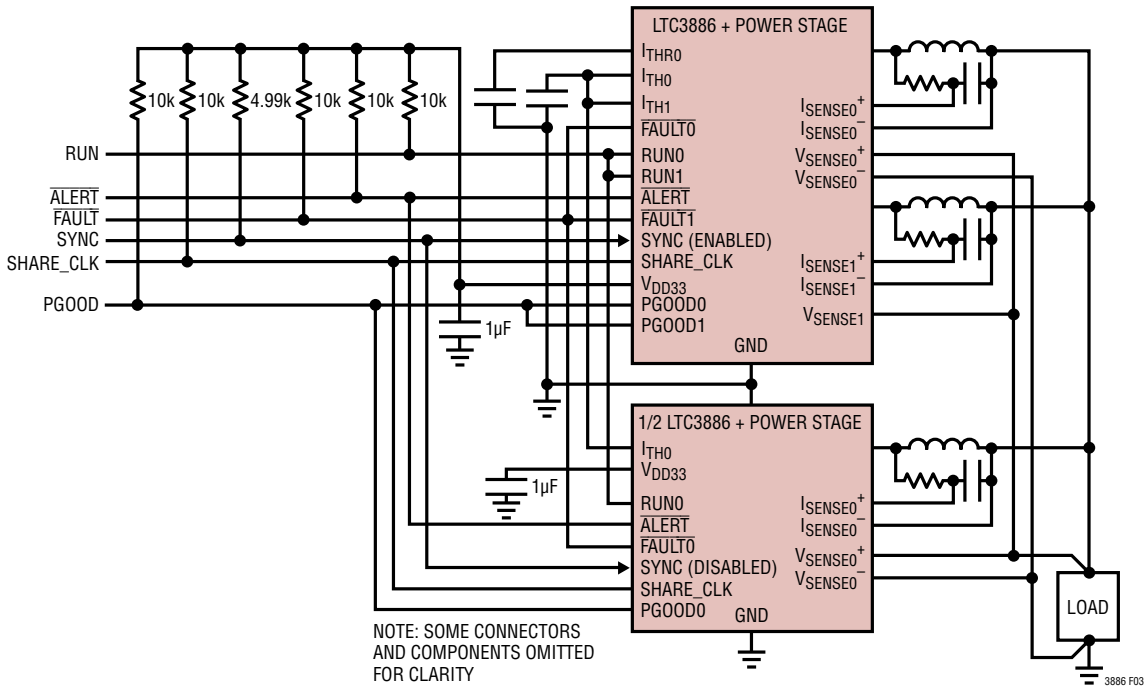 LTC3886 + POWER STAGE
ITHR0
ITH0
ITH1
FAULT0
RUN0
RUN1
ALERT
FAULT1
SYNC (ENABLED)
SHARE_CLK
VDD33
PGOOD0
PGOOD1
GND
ISENSE0+
ISENSE0–
VSENSE0+
VSENSE0–
ISENSE1+
ISENSE1–
VSENSE1
10k
10k
4.99k
10k
10k
10k
RUN
ALERT
FAULT
SYNC
SHARE_CLK
PGOOD
1µF
1/2 LTC3886 + POWER STAGE
ITH0
VDD33
1µF
RUN0
ALERT
FAULT0
SYNC (DISABLED)
SHARE_CLK
PGOOD0
GND
ISENSE0+
ISENSE0–
VSENSE0+
VSENSE0–
LOAD
NOTE: SOME CONNECTORS
AND COMPONENTS OMITTED
FOR CLARITY
3886 F03